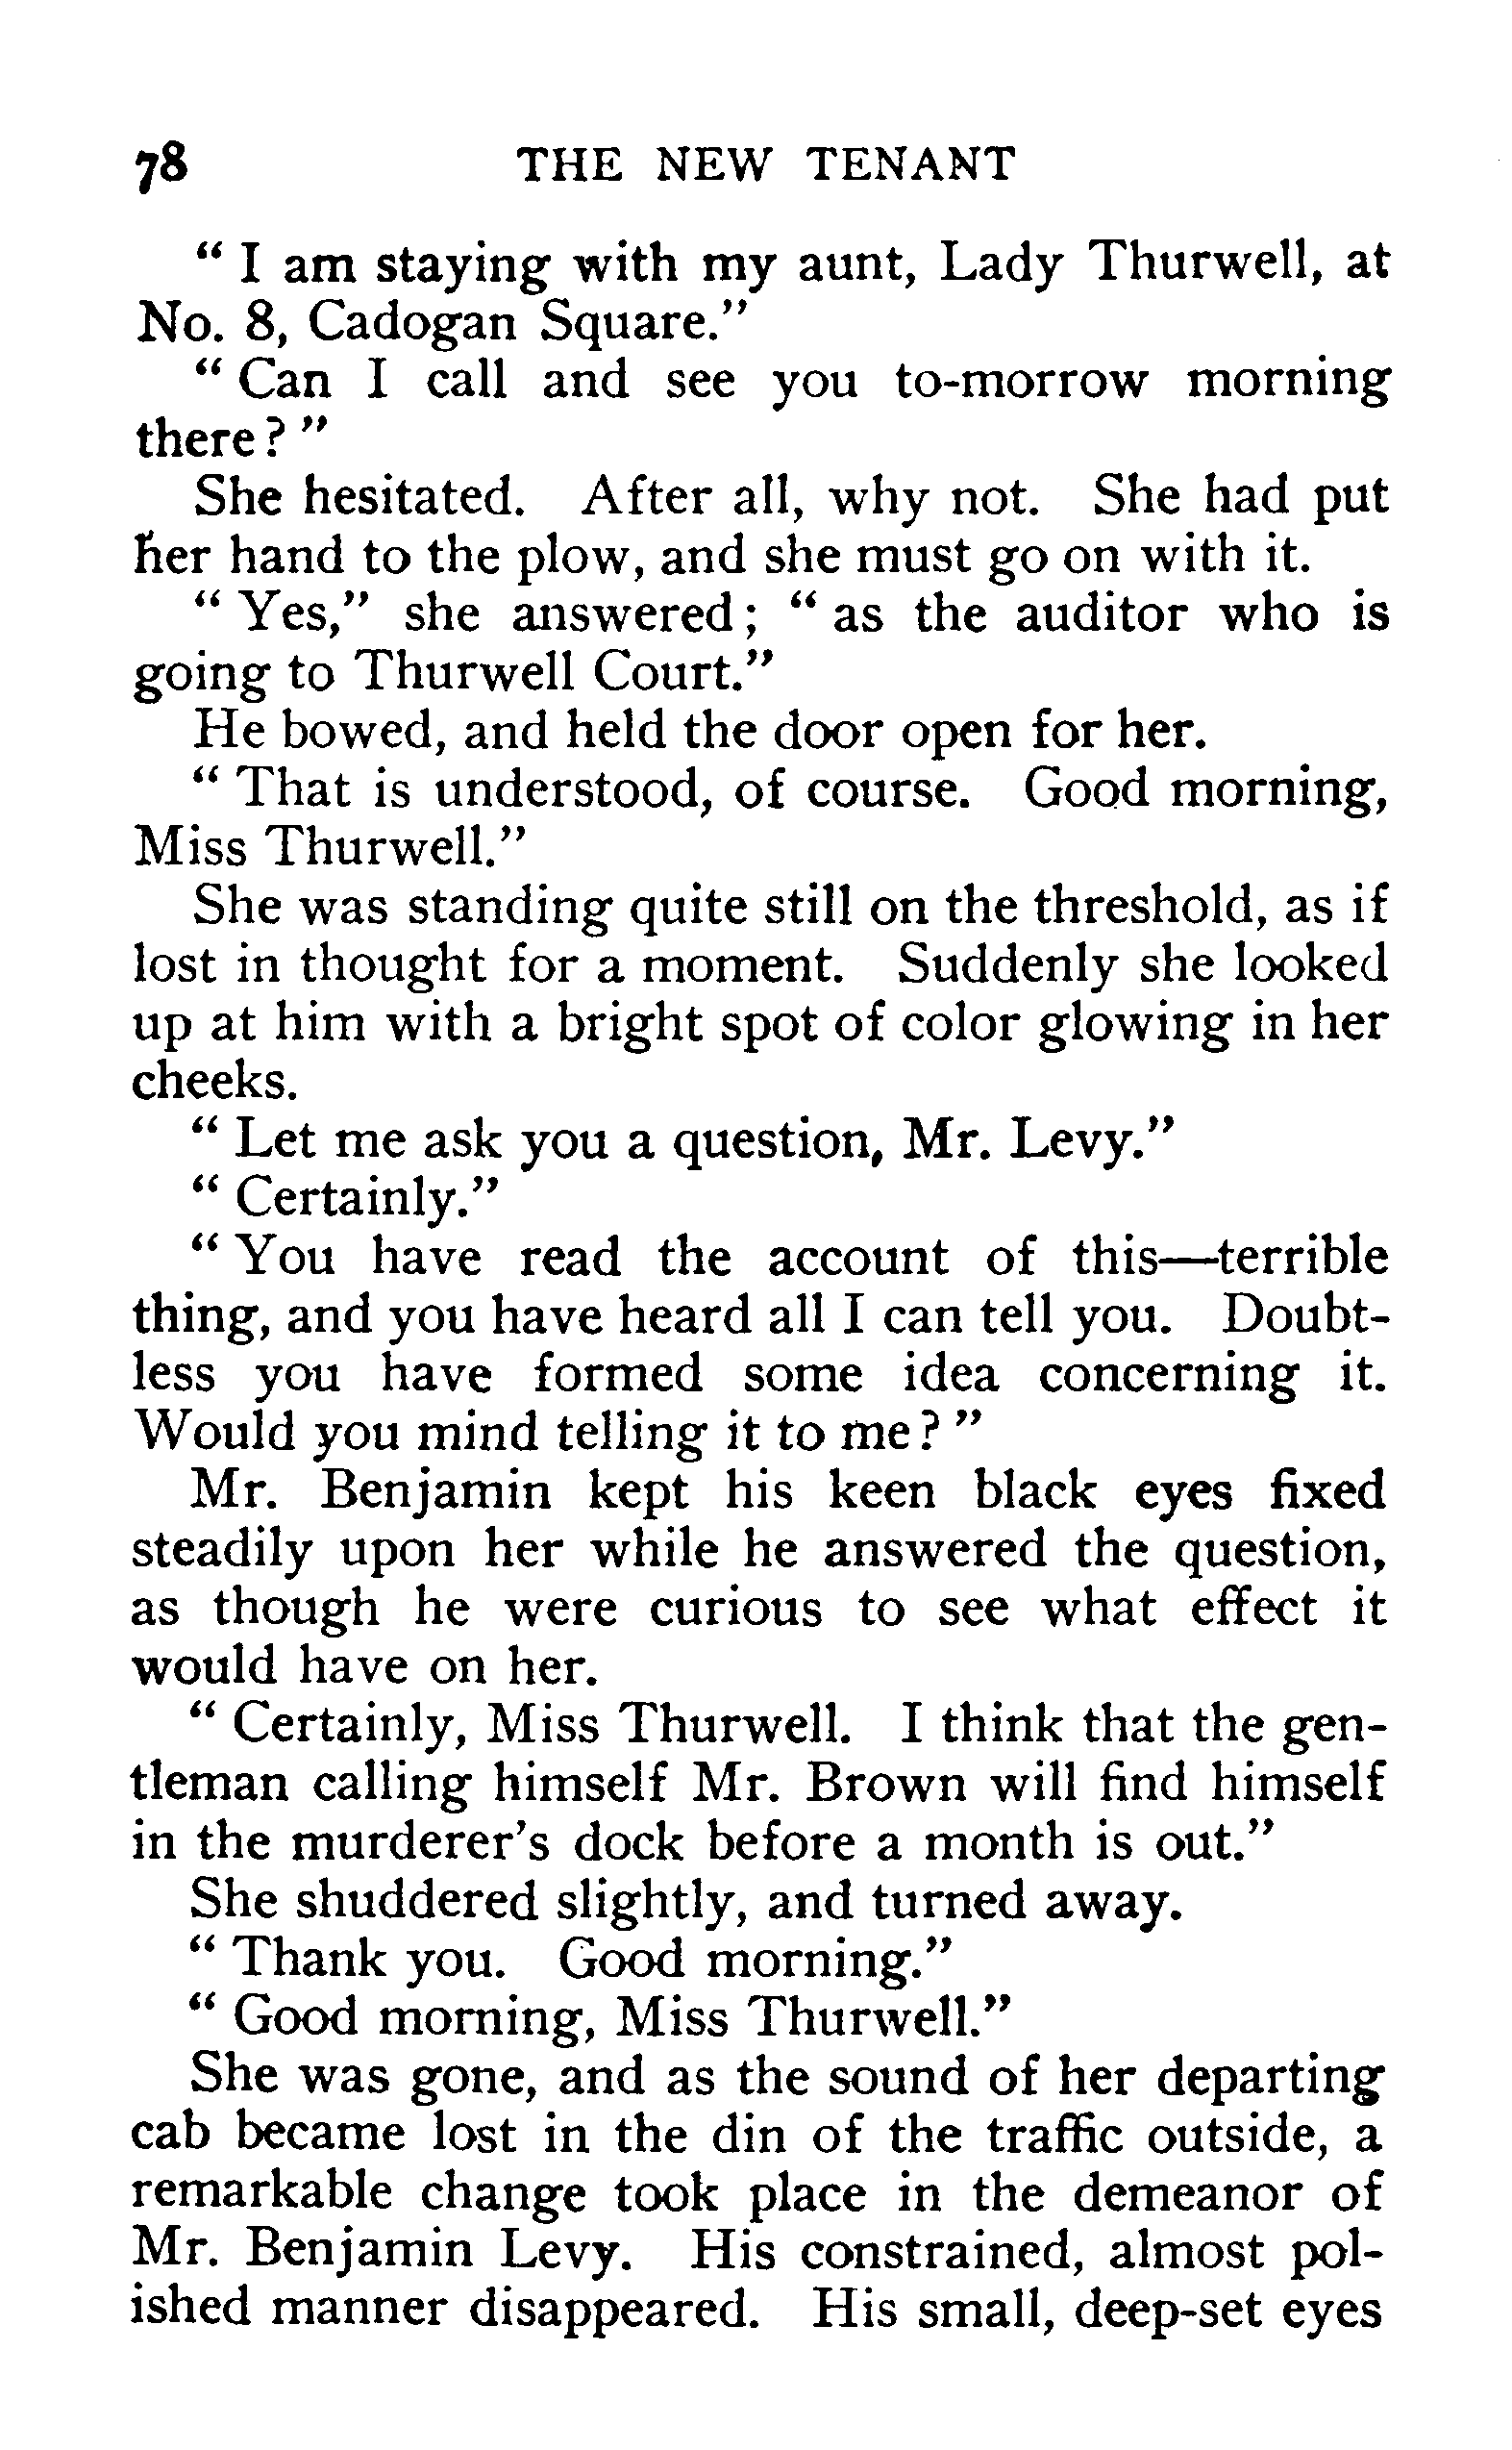 78 THE NEW TENANT
" I am staying with my aunt, Lady Thurwell, at
No. 8, Cadogan Square."
" Can I call and see you to-morrow morning
there ? "
She hesitated. After all, why not. She had put
her hand to the plow, and she must go on with it.
" Yes," she answered ; " as the auditor who is
going to Thurwell Court."
He bowed, and held the door open for her.
" That is understood, of course. Good morning,
Miss Thurwell."
She was standing quite still on the threshold, as if
lost in thought for a moment. Suddenly she looked
up at him with a bright spot of color glowing in her
cheeks.
" Let me ask you a question, Mr. Levy."
" Certainly."
" You have read the account of this—terrible
thing, and you have heard all I can tell you. Doubt-
less you have formed some idea concerning it.
Would you mind telling it to me ? "
Mr. Benjamin kept his keen black eyes fixed
steadily upon her while he answered the question,
as though he were curious to see what effect it
would have on her.
" Certainly, Miss Thurwell. I think that the gen-
tleman calling himself Mr. Brown will find himself
in the murderer's dock before a month is out."
She shuddered slightly, and turned away.
" Thank you. Good morning."
" Good morning, Miss Thurwell."
She was gone, and as the sound of her departing
cab became lost in the din of the traffic outside, a
remarkable change took place in the demeanor of
Mr. Benjamin Levy. His constrained, almost pol-
ished manner disappeared. His small, deep-set eyes